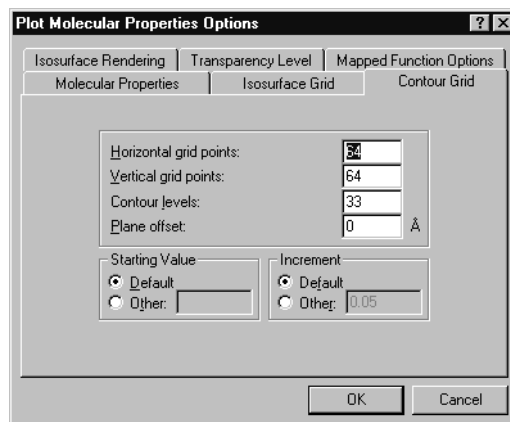 Plot Molecular Properties Options
? X
Isosurface Rendering Transparency Level Mapped Function Options
Molecular Properties Isosurface Grid Contour Grid
Horizontal grid points: 64
Vertical grid points: 64
Contour levels: 33
Plane offset: 0 Å
Starting Value Increment
Default Default
Other: Other: 0.05
OK Cancel